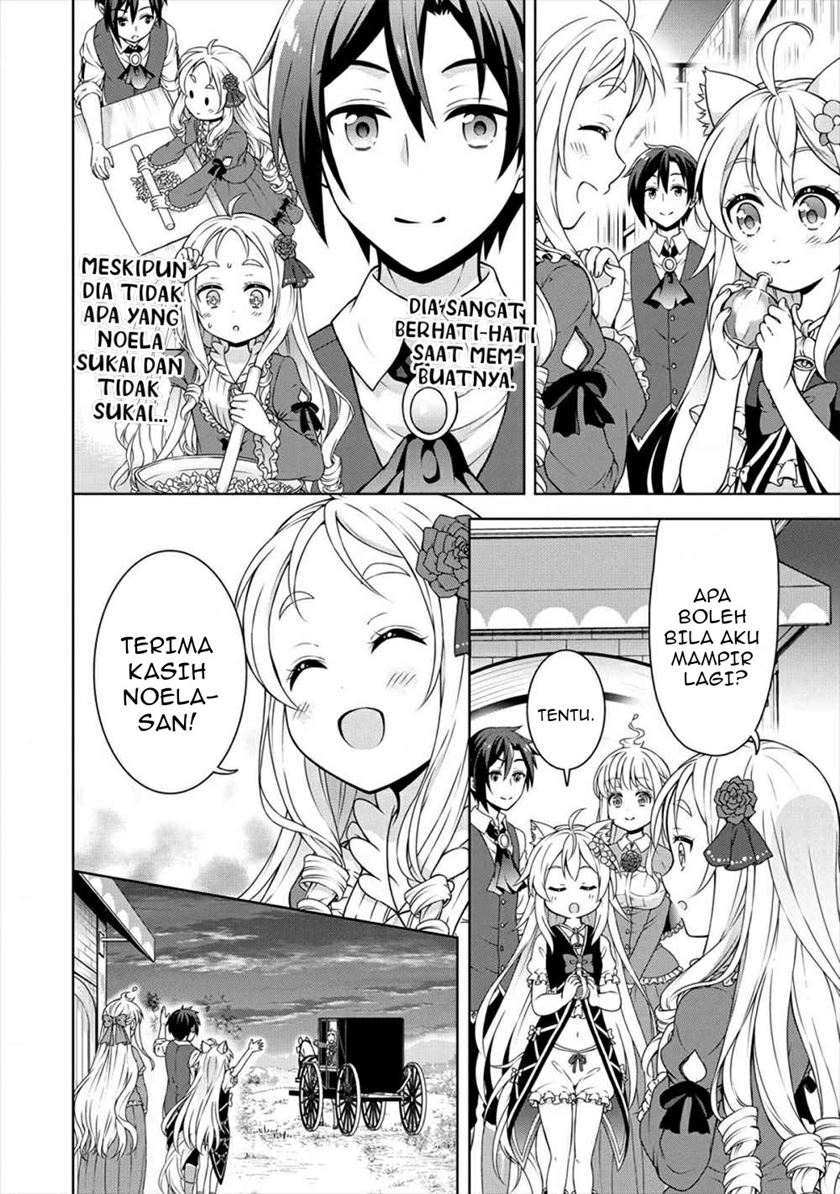 DIA SANGAT
BERHATI-HATI
SAAT MEM-
BUATNYA.
MESKIPUN
DIA TIDAK
APA YANG
NOELA
SUKAI DAN
TIDAK
SUKAI...
APA
BOLEH
BILA AKU
MAMPIR
LAGI?
TENTU.
TERIMA
KASIH
NOELA-
SAN!